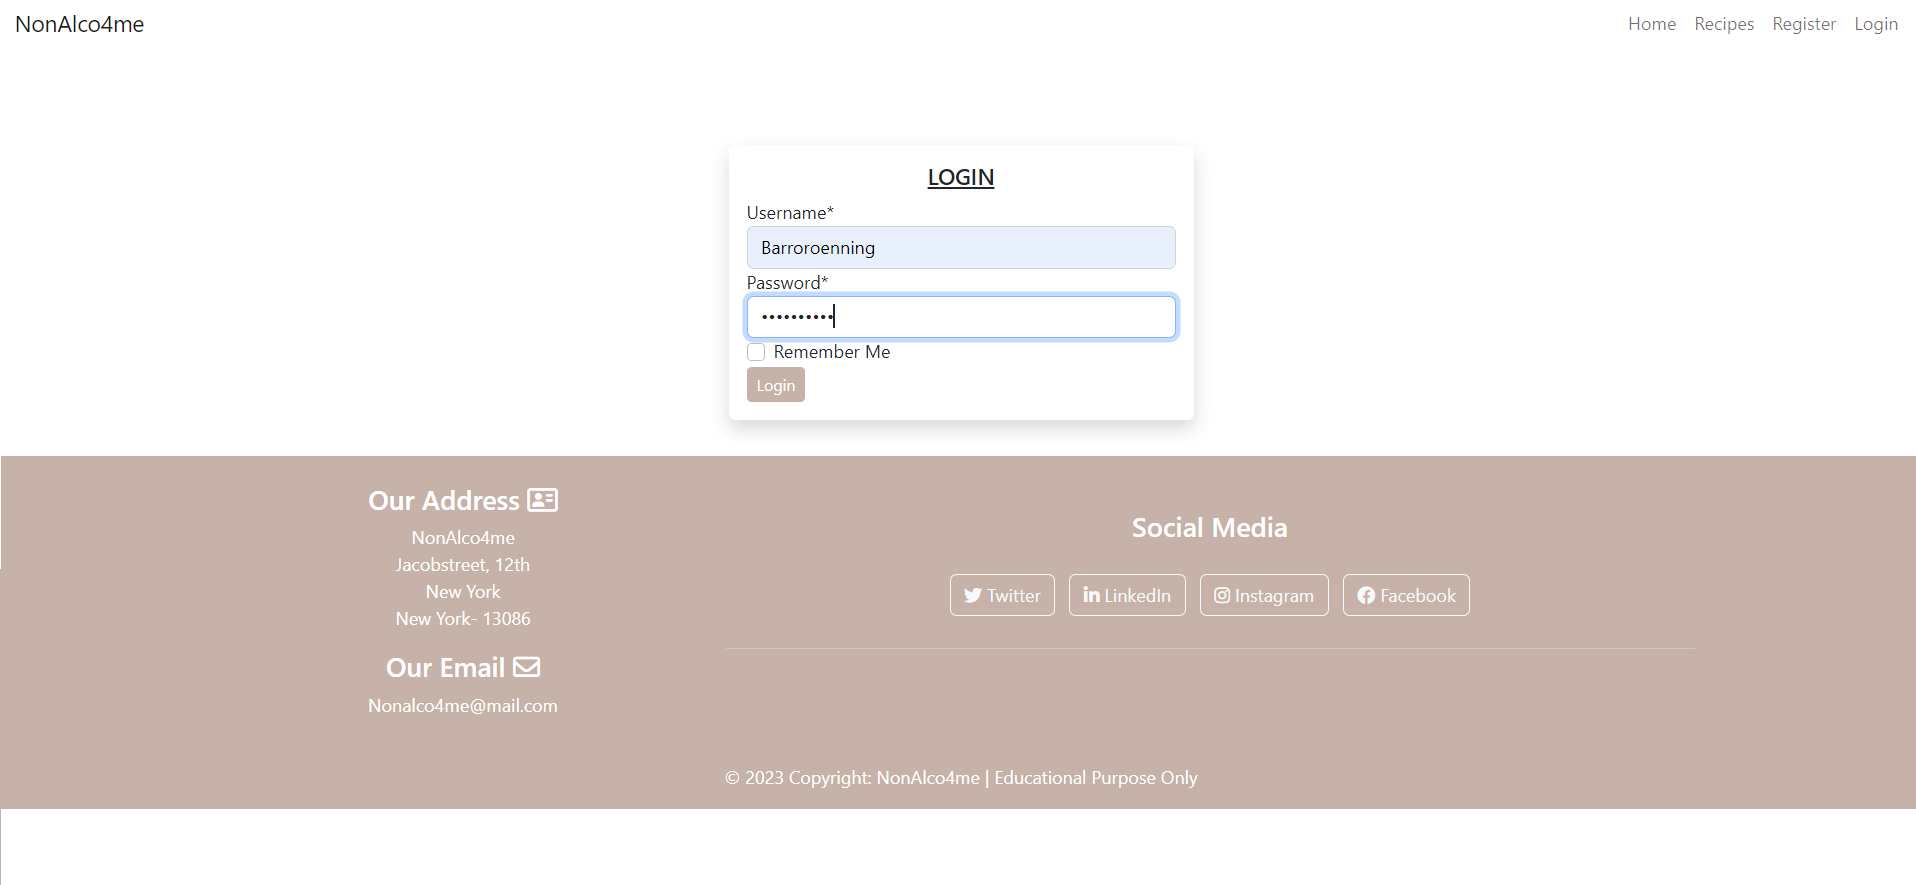 NonAlco4me
Home Recipes Register Login
LOGIN
Username*
Barroroenning
Password*
••••••••••
Remember Me
Login
Our Address
NonAlco4me
Jacobstreet, 12th
New York
New York- 13086
Our Email
Nonalco4me@mail.com
Social Media
Twitter LinkedIn Instagram Facebook
© 2023 Copyright: NonAlco4me | Educational Purpose Only